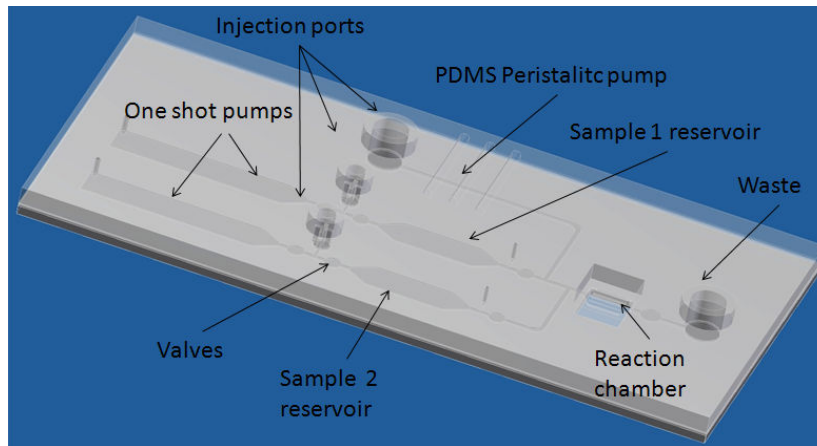 Injection ports
PDMS Peristalitc pump
One shot pumps
Sample 1 reservoir
Waste
Valves
Sample 2
reservoir
Reaction
chamber